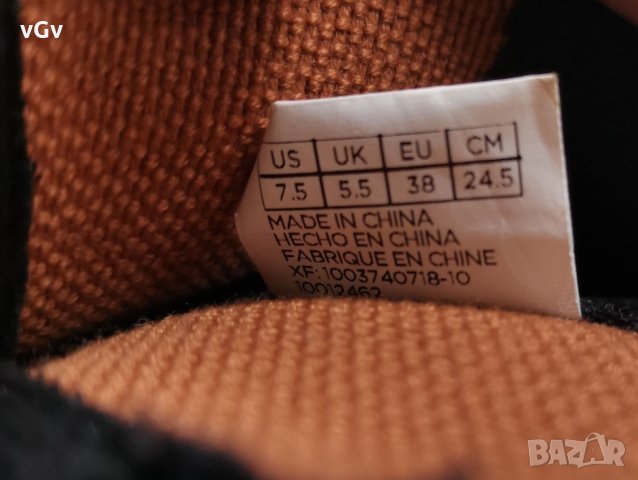 vGv
US UK EU CM
7.5 5.5 38 24.5
MADE IN CHINA
HECHO EN CHINA
FABRIQUE EN CHINE
XF: 1003740718-10
10012462
BAZAR